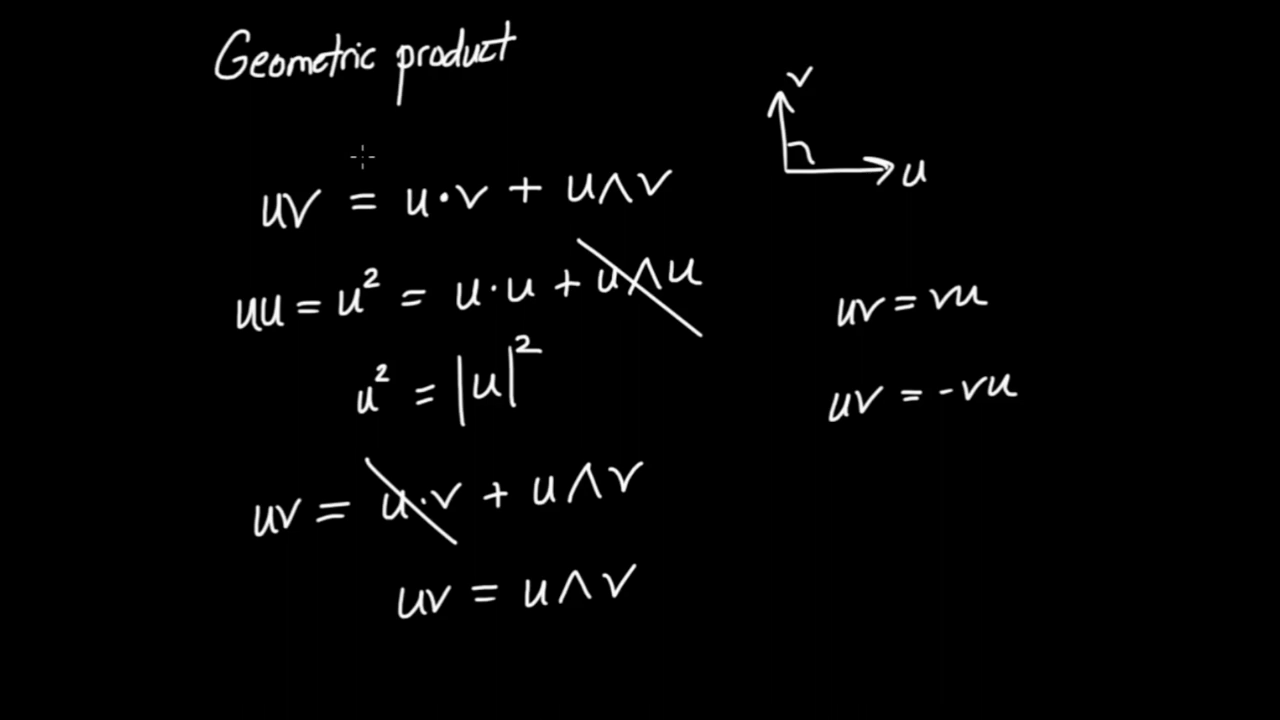 Geometric product
v
u
uv = u·v + u∧v
uu = u² = u·u + u∧u
u² = |u|²
uv = u·v + u∧v
uv = u∧v
uv = vu
uv = -vu